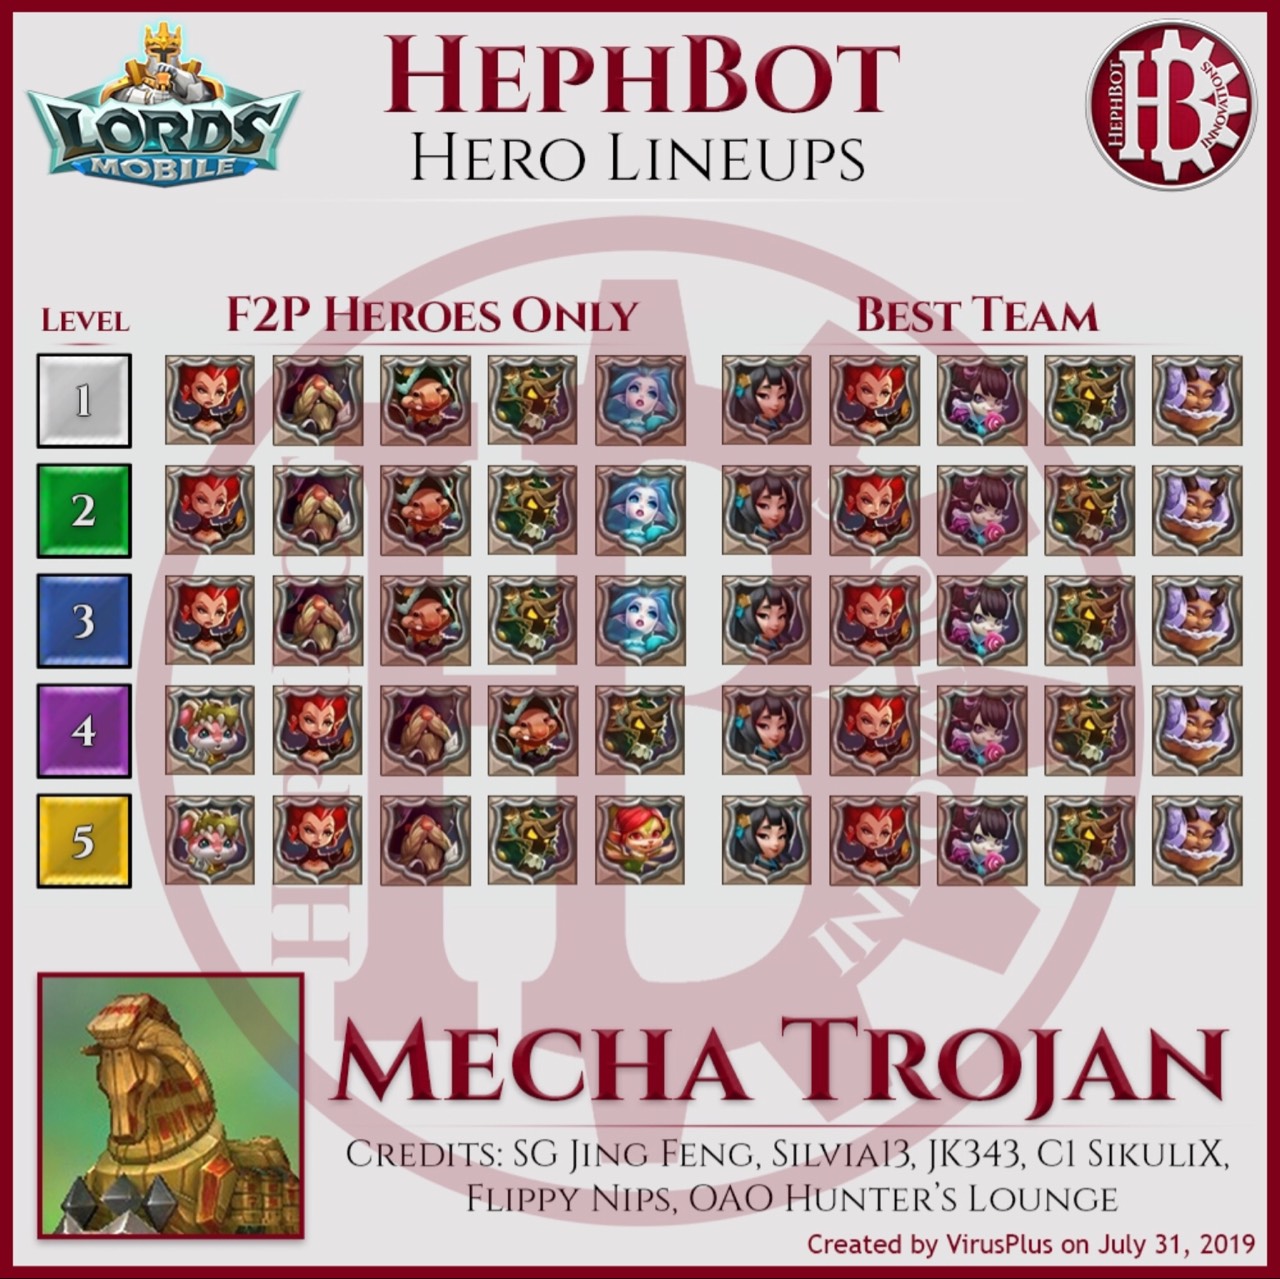 LORDS
MOBILE
HEPHBOT
HERO LINEUPS
HEPHBOT
HB
INNOVATIONS
LEVEL
F2P HEROES ONLY
BEST TEAM
1
2
3
4
5
MECHA TROJAN
CREDITS: SG JING FENG, SILVIA13, JK343, C1 SIKULIX,
FLIPPY NIPS, OAO HUNTER'S LOUNGE
Created by VirusPlus on July 31, 2019